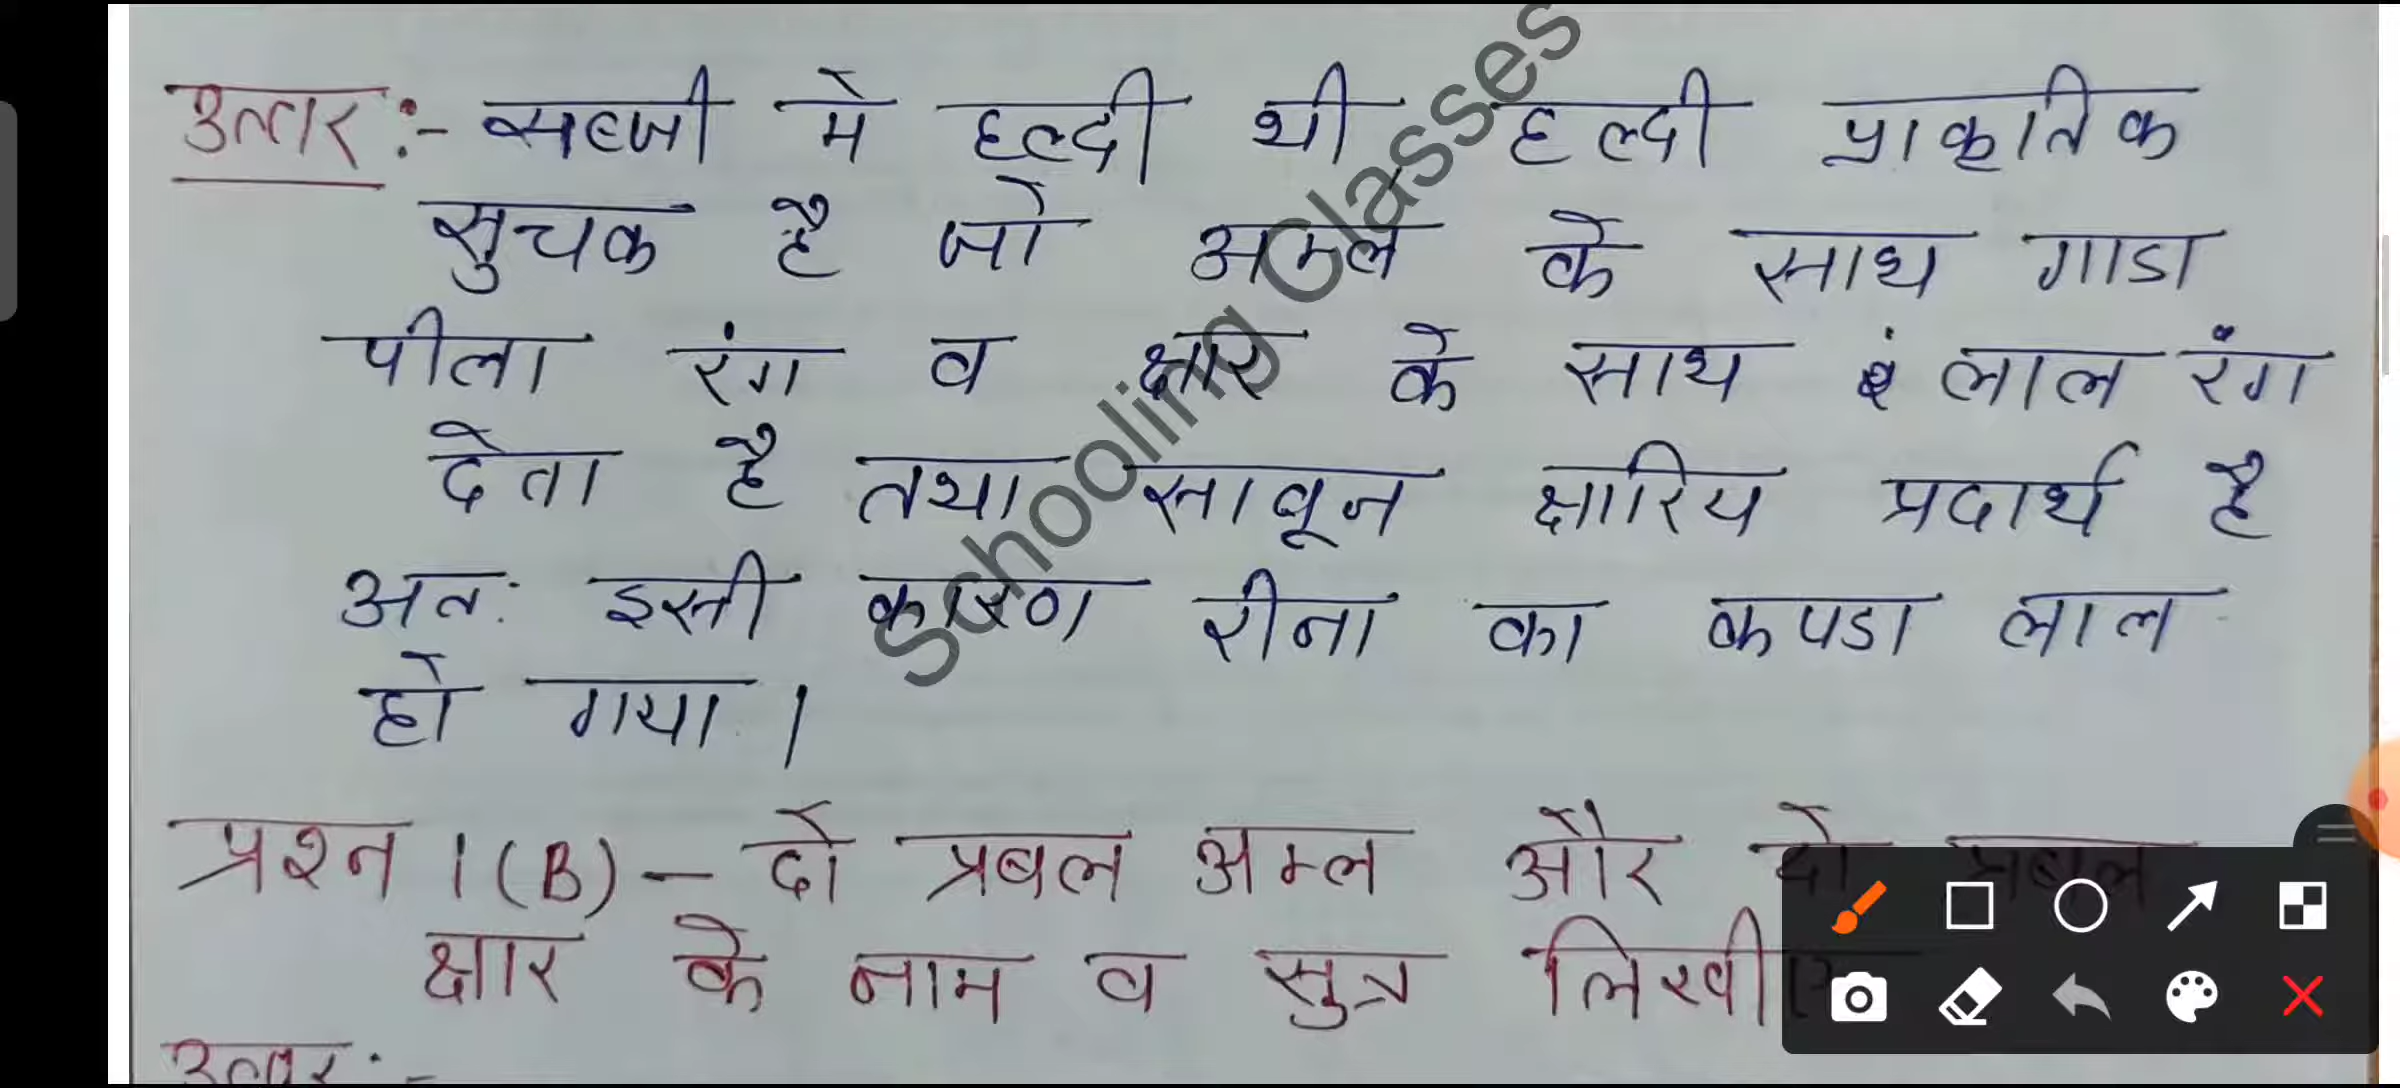 उत्तर :- सब्जी मे हल्दी थी, हल्दी प्राकृतिक
सुचक है जो अम्ल के साथ गाडा
पीला रंग व क्षार के साथ लाल रंग
देता है तथा साबून क्षारिय प्रदार्थ है
अतः इसी कारण रीना का कपडा लाल
हो गया ।
प्रश्न 1(B) - दो प्रबल अम्ल और दो प्रबल
क्षार के नाम व सुत्र
उत्तर :-
Schooling Classes